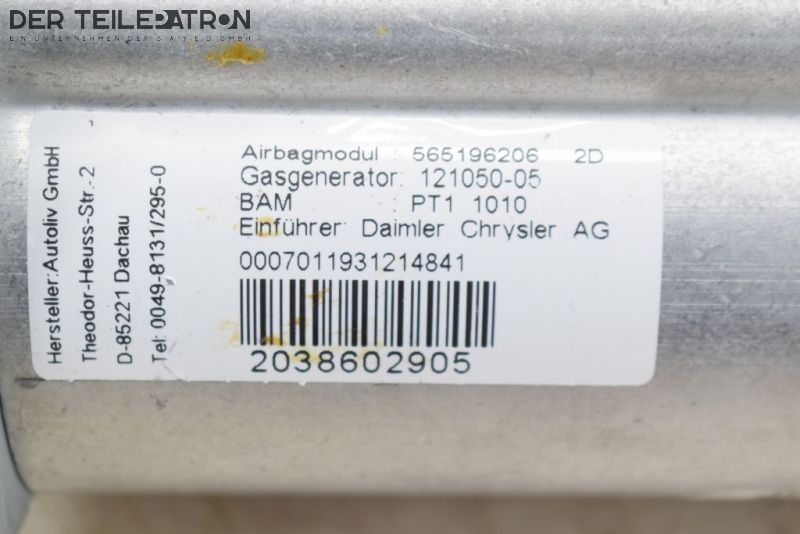 DER TEILEPATRON
EIN UNTERNEHMEN DER S.A.Y.E.D GMBH
Hersteller:Autoliv GmbH
Theodor-Heuss-Str.-2
D-85221 Dachau
Tel: 0049-8131/295-0
Airbagmodul : 565196206 2D
Gasgenerator: 121050-05
BAM PT1 1010
Einführer: Daimler Chrysler AG
0007011931214841
2038602905